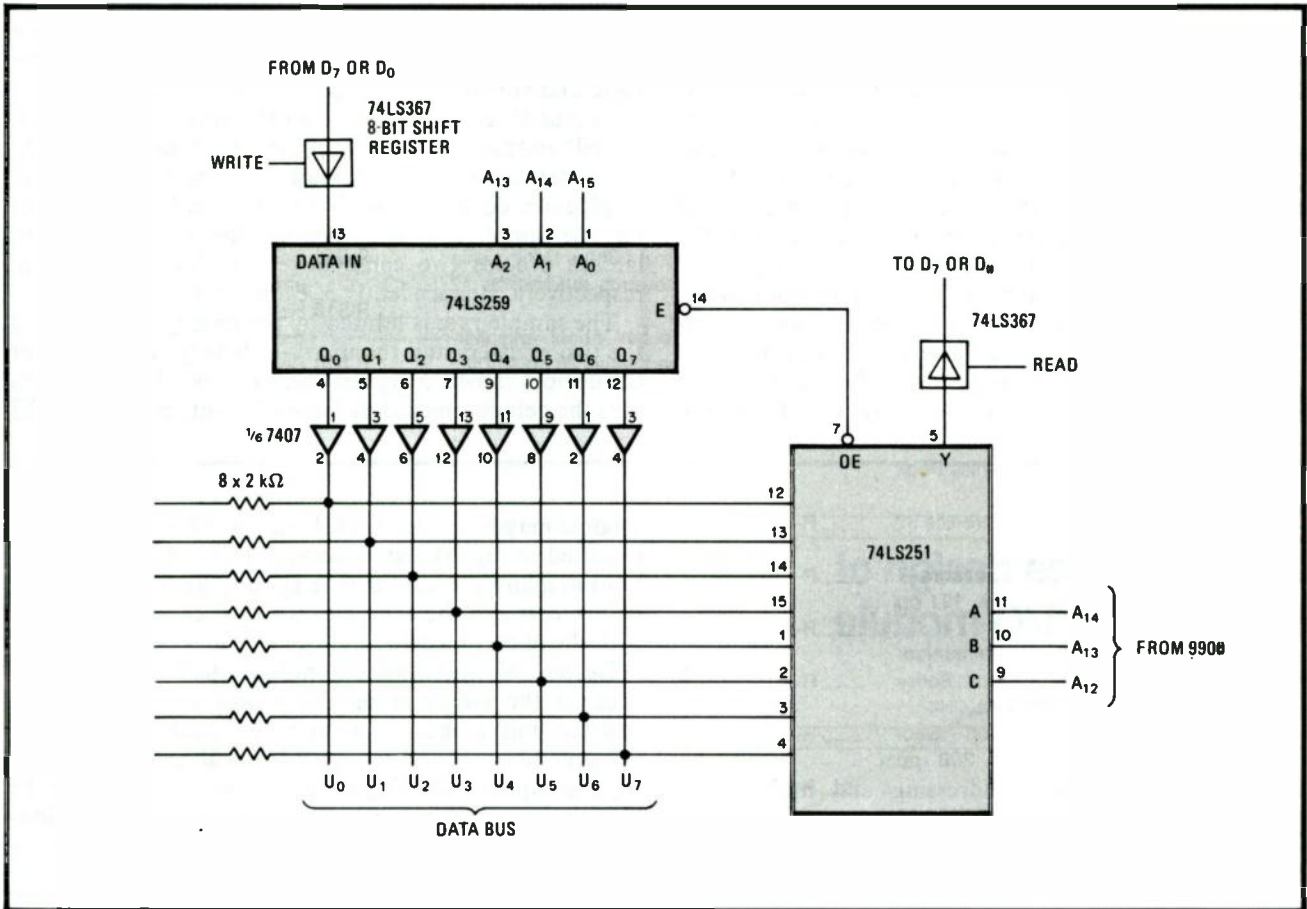 FROM D7 OR D0
74LS367
8-BIT SHIFT
REGISTER
WRITE
A13 A14 A15
13 3 2 1
DATA IN A2 A1 A0
74LS259
E 14
Q0 Q1 Q2 Q3 Q4 Q5 Q6 Q7
4 5 6 7 9 10 11 12
1/6 7407
1 3 5 13 11 9 1 3
2 4 6 12 10 8 2 4
TO D7 OR D0
74LS367
READ
7 5
OE Y
8 x 2 kΩ
12
13
14
15
1
2
3
4
74LS251
A 11 A14
B 10 A13
C 9 A12
FROM 9900
U0 U1 U2 U3 U4 U5 U6 U7
DATA BUS